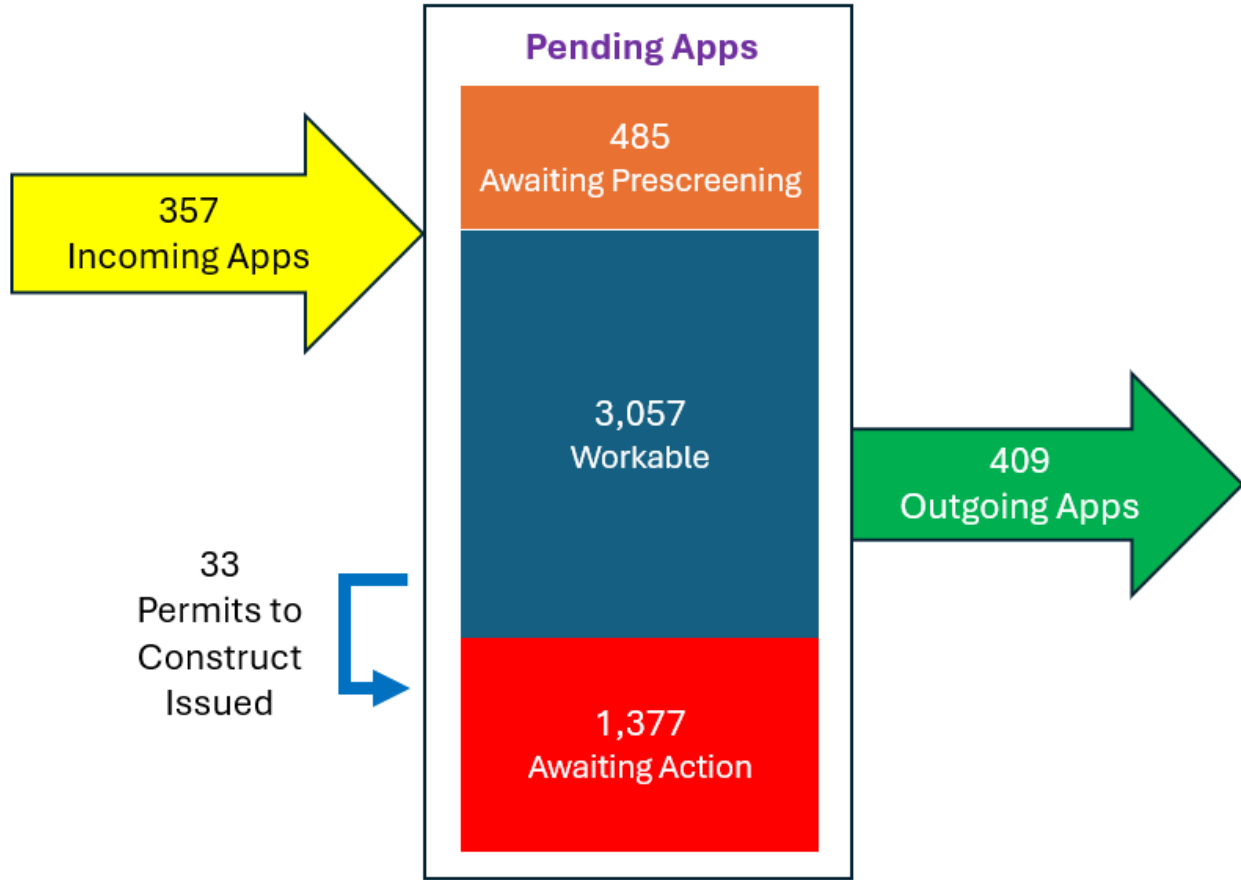 Pending Apps
485
Awaiting Prescreening
357
Incoming Apps
3,057
Workable
409
Outgoing Apps
33
Permits to
Construct
Issued
1,377
Awaiting Action